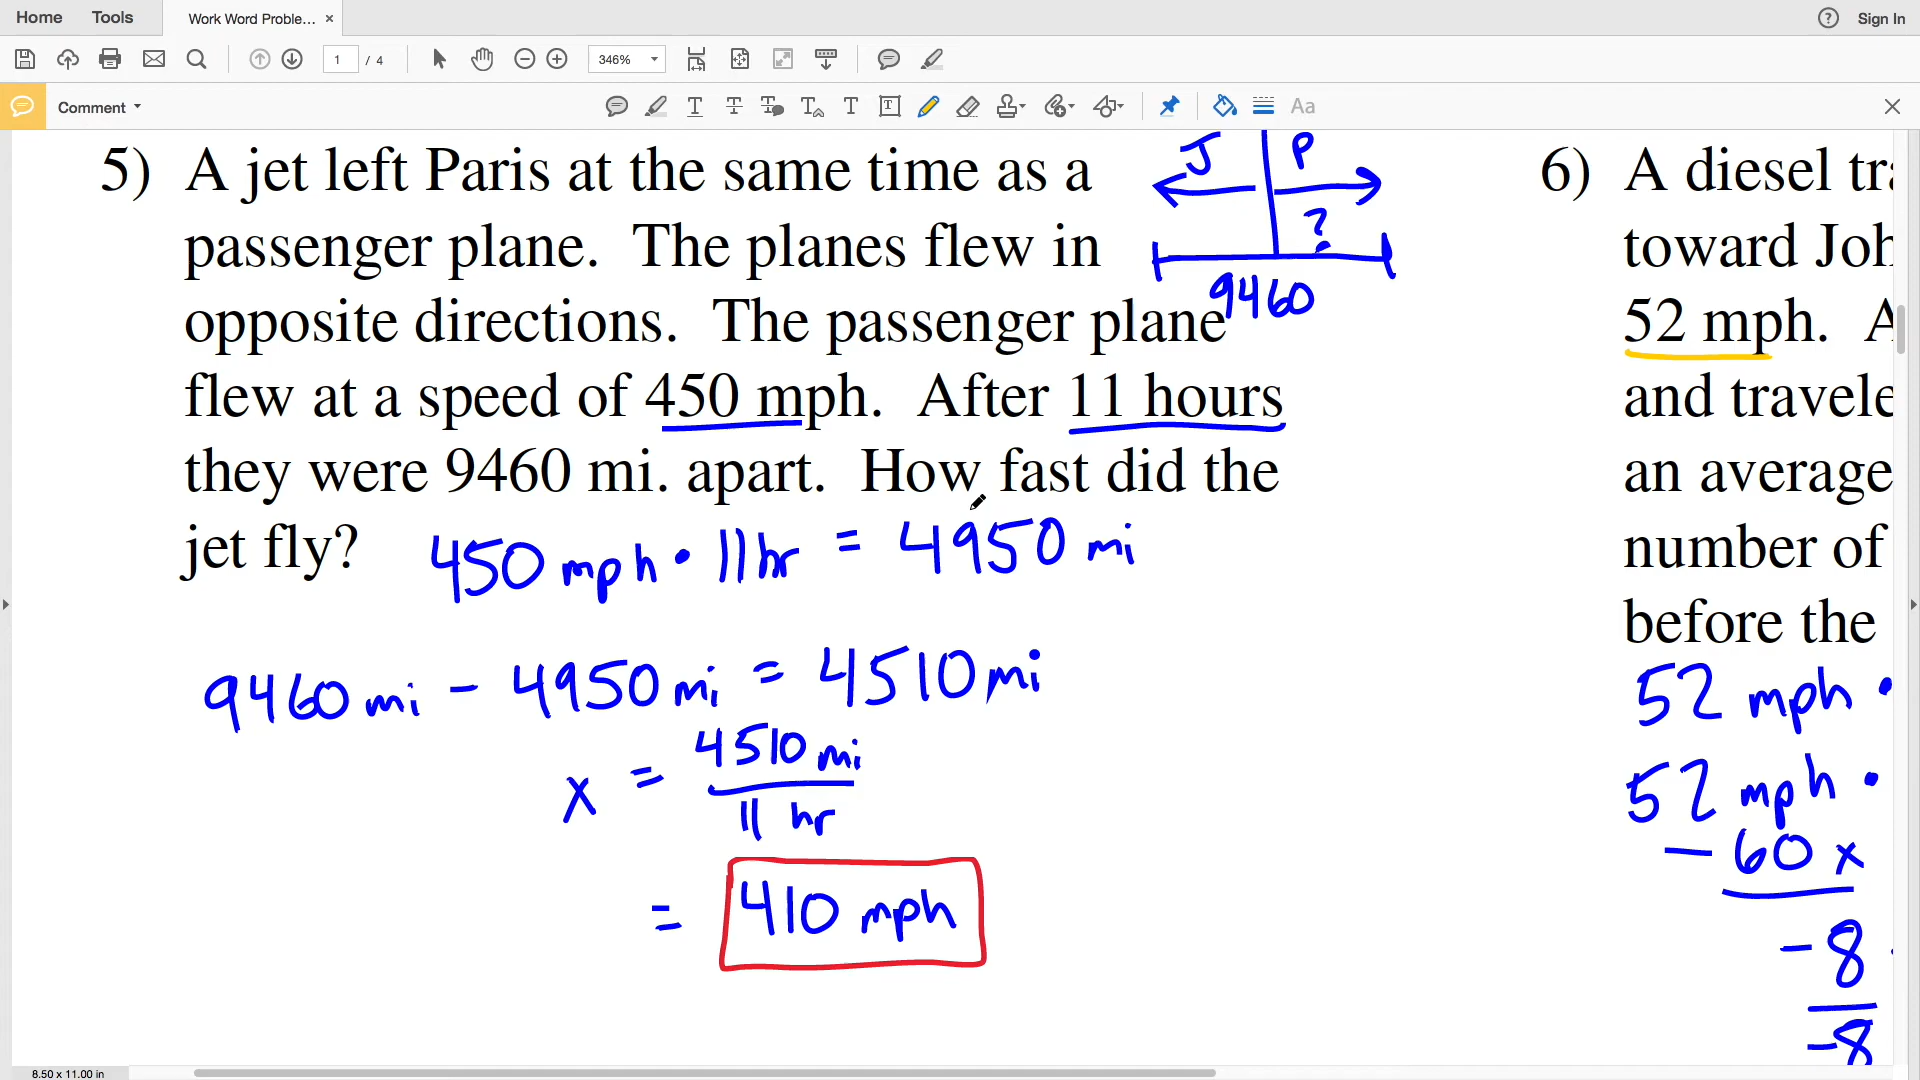 Home Tools Work Word Proble... × ? Sign In
1 / 4 346%
Comment T T T T T T Aa
5) A jet left Paris at the same time as a
passenger plane. The planes flew in
opposite directions. The passenger plane
flew at a speed of 450 mph. After 11 hours
they were 9460 mi. apart. How fast did the
jet fly?
J P
?
9460
450 mph · 11 hr = 4950 mi
9460 mi - 4950 mi = 4510 mi
x = 4510 mi
11 hr
= 410 mph
6) A diesel tra
toward Joh
52 mph. A
and travele
an average
number of
before the
52 mph ·
52 mph ·
- 60 x
- 8
- 8
8.50 x 11.00 in